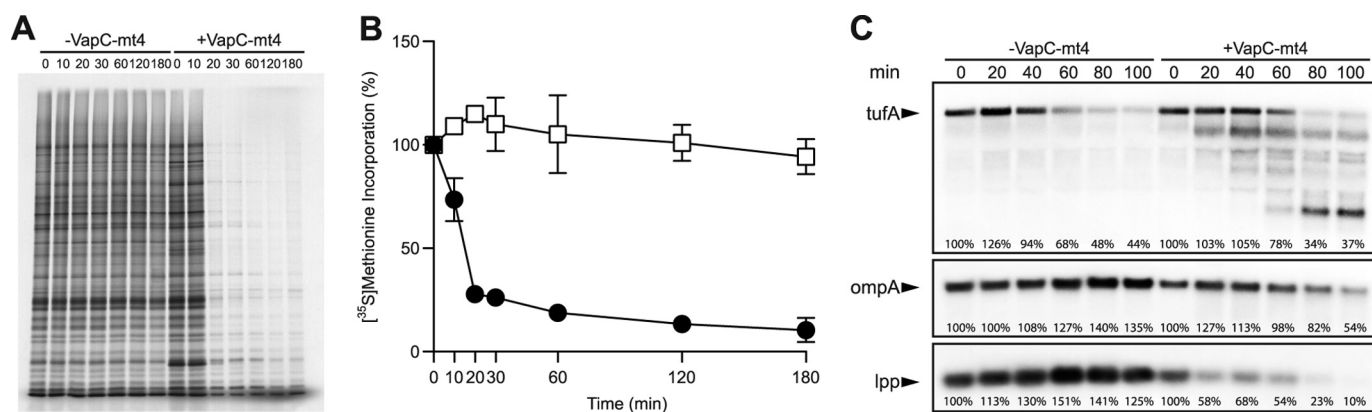 A
-VapC-mt4 +VapC-mt4
0 10 20 30 60 120 180 0 10 20 30 60 120 180
B
150
100
50
0
[³⁵S]Methionine Incorporation (%)
0 10 20 30 60 120 180
Time (min)
C
-VapC-mt4 +VapC-mt4
min 0 20 40 60 80 100 0 20 40 60 80 100
tufA
100% 126% 94% 68% 48% 44% 100% 103% 105% 78% 34% 37%
ompA
100% 100% 108% 127% 140% 135% 100% 127% 113% 98% 82% 54%
lpp
100% 113% 130% 151% 141% 125% 100% 58% 68% 54% 23% 10%